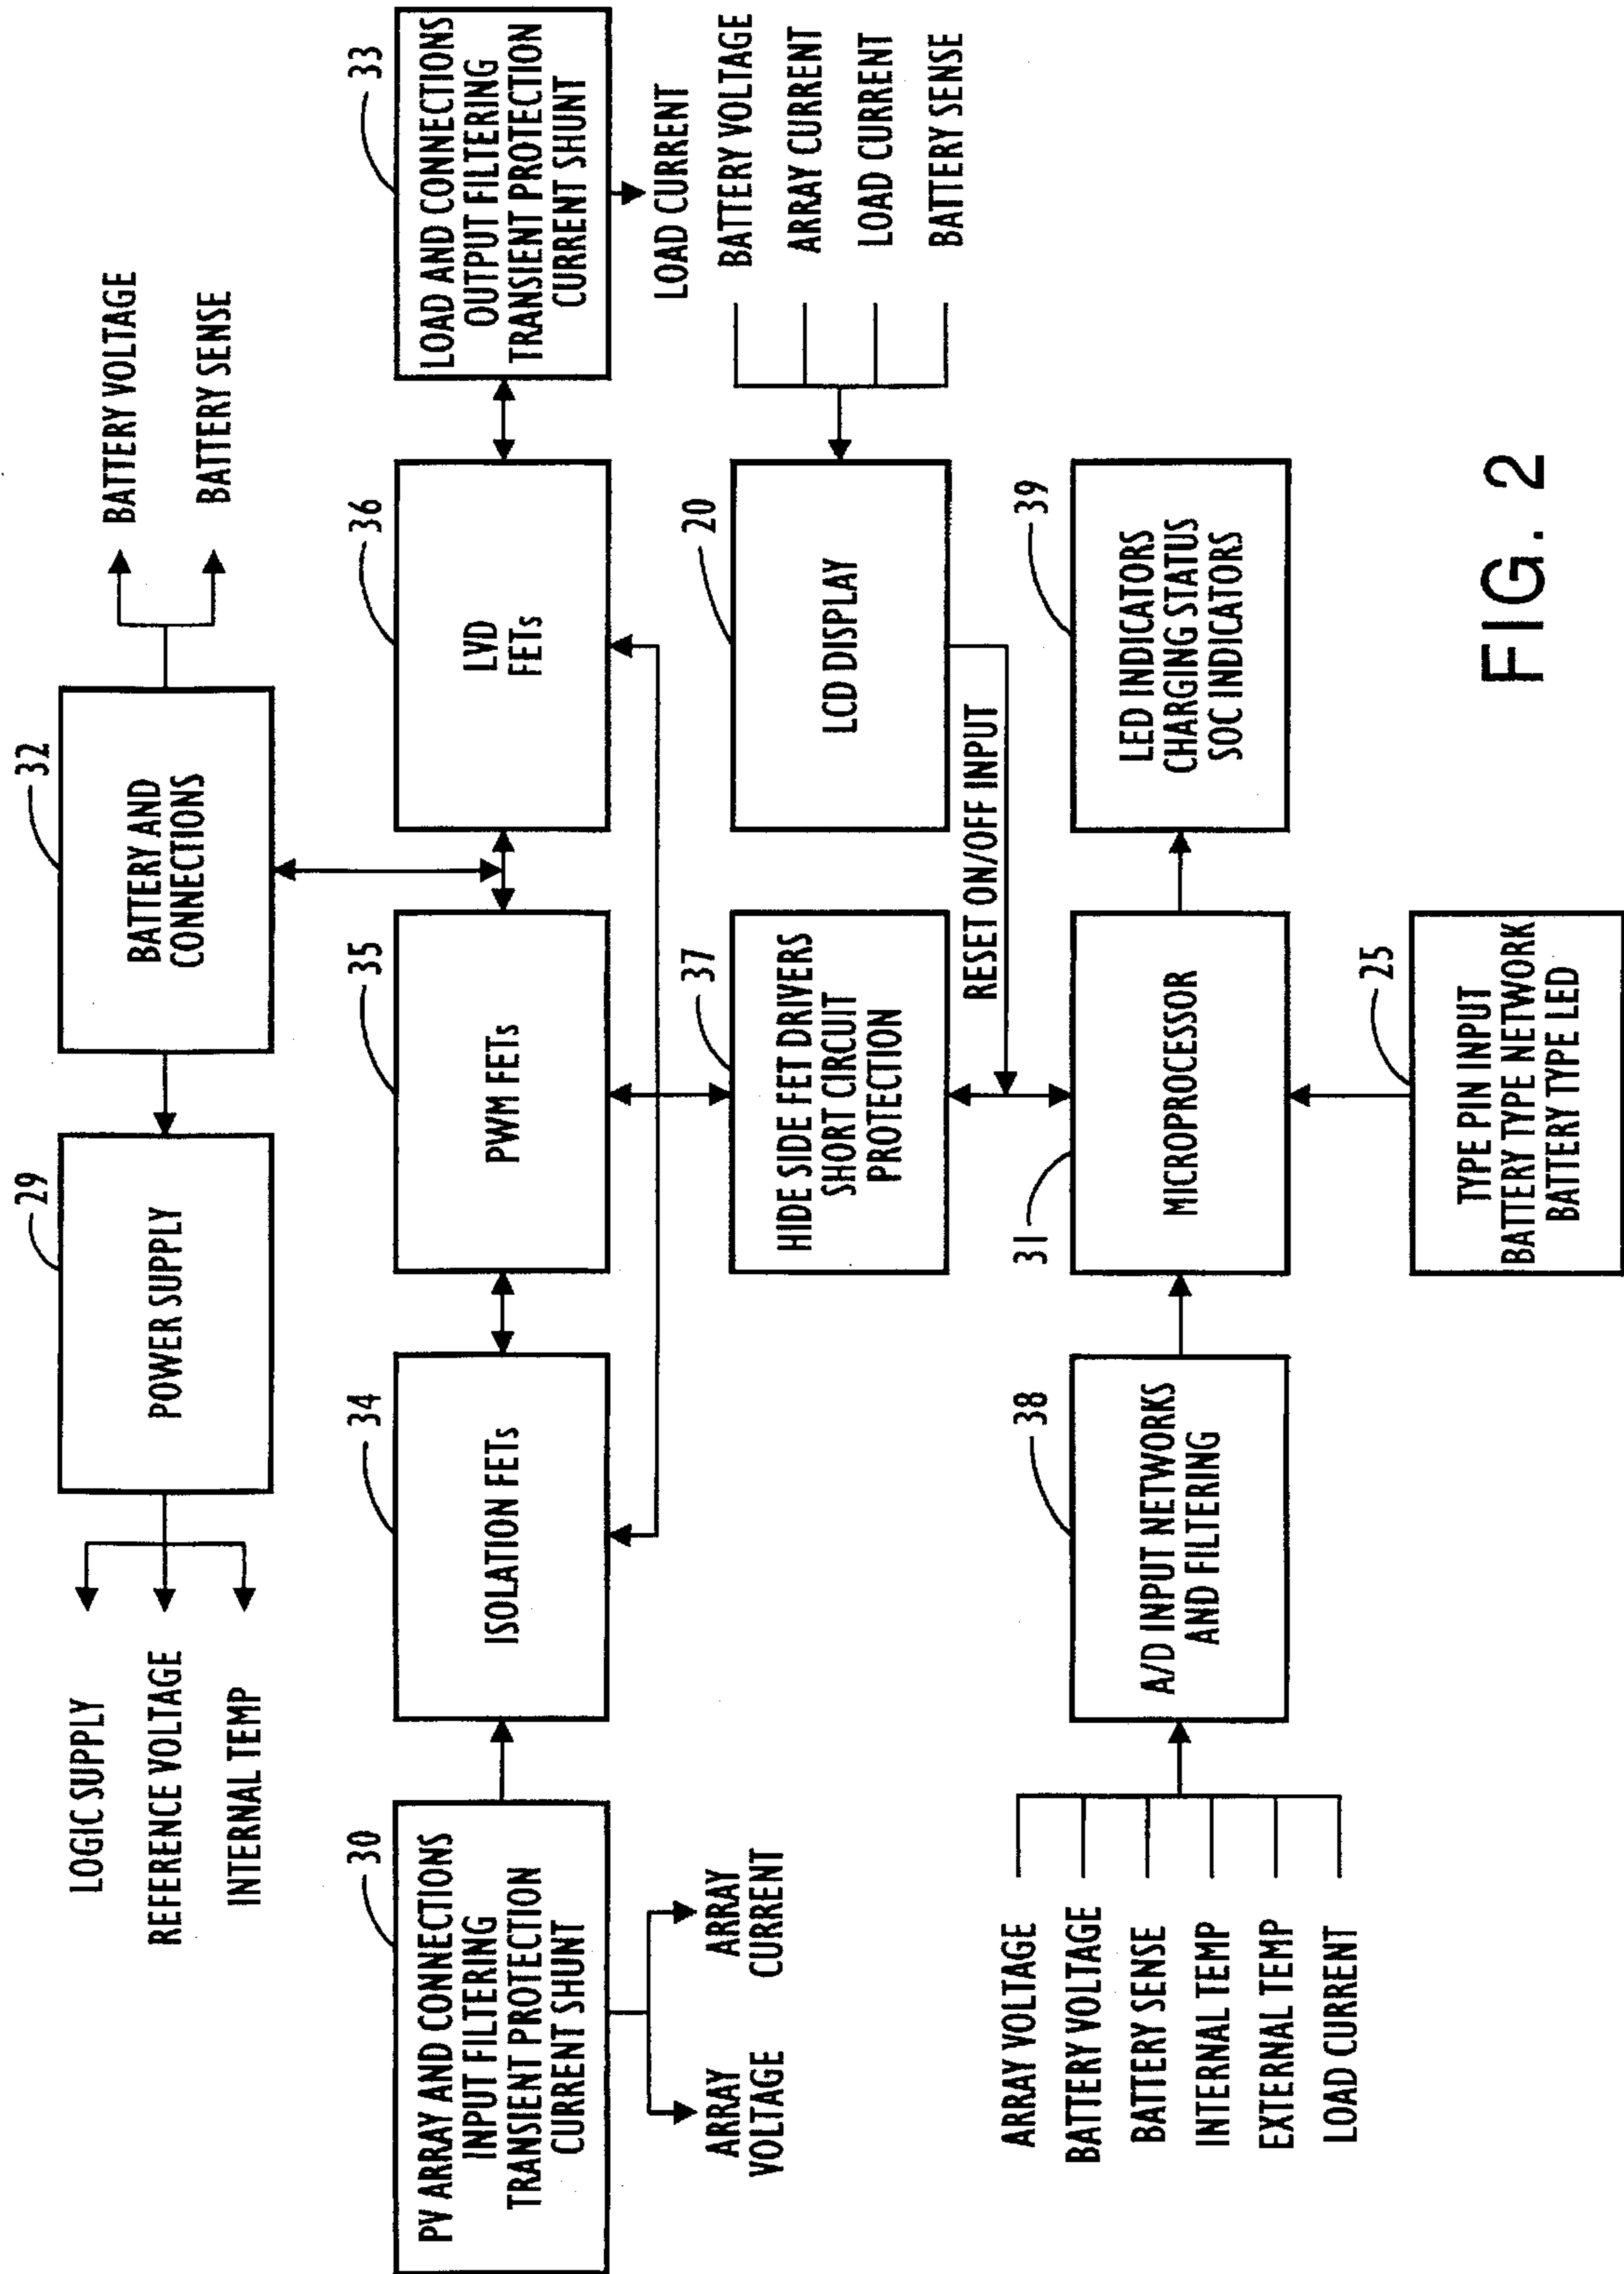 32
BATTERY AND
CONNECTIONS
BATTERY VOLTAGE
BATTERY SENSE
29
POWER SUPPLY
LOGIC SUPPLY
REFERENCE VOLTAGE
INTERNAL TEMP
30
PV ARRAY AND CONNECTIONS
INPUT FILTERING
TRANSIENT PROTECTION
CURRENT SHUNT
ARRAY
VOLTAGE
ARRAY
CURRENT
34
ISOLATION FETs
35
PWM FETs
36
LVD
FETs
33
LOAD AND CONNECTIONS
OUTPUT FILTERING
TRANSIENT PROTECTION
CURRENT SHUNT
LOAD CURRENT
37
HIDE SIDE FET DRIVERS
SHORT CIRCUIT
PROTECTION
20
LCD DISPLAY
BATTERY VOLTAGE
ARRAY CURRENT
LOAD CURRENT
BATTERY SENSE
RESET ON/OFF INPUT
ARRAY VOLTAGE
BATTERY VOLTAGE
BATTERY SENSE
INTERNAL TEMP
EXTERNAL TEMP
LOAD CURRENT
38
A/D INPUT NETWORKS
AND FILTERING
31
MICROPROCESSOR
39
LED INDICATORS
CHARGING STATUS
SOC INDICATORS
25
TYPE PIN INPUT
BATTERY TYPE NETWORK
BATTERY TYPE LED
FIG. 2